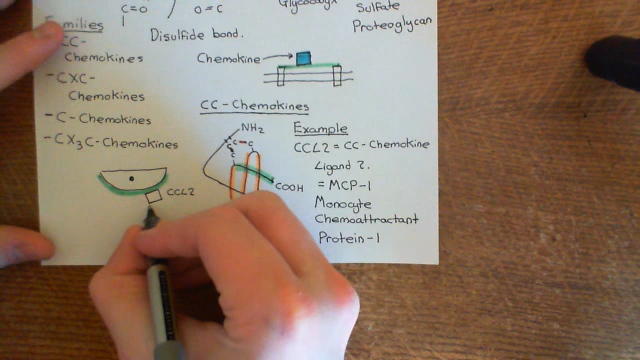 C=O
O=C
Glycocalyx
Sulfate
Proteoglycan
Disulfide bond.
Families
CC-
Chemokines
-CXC-
Chemokines
-C-Chemokines
-CX3C-Chemokines
Chemokine
CC-Chemokines
NH2
C C-C
C
COOH
CCL2
Example
CCL2 = CC-Chemokine
Ligand 2.
= MCP-1
Monocyte
Chemoattractant
Protein-1